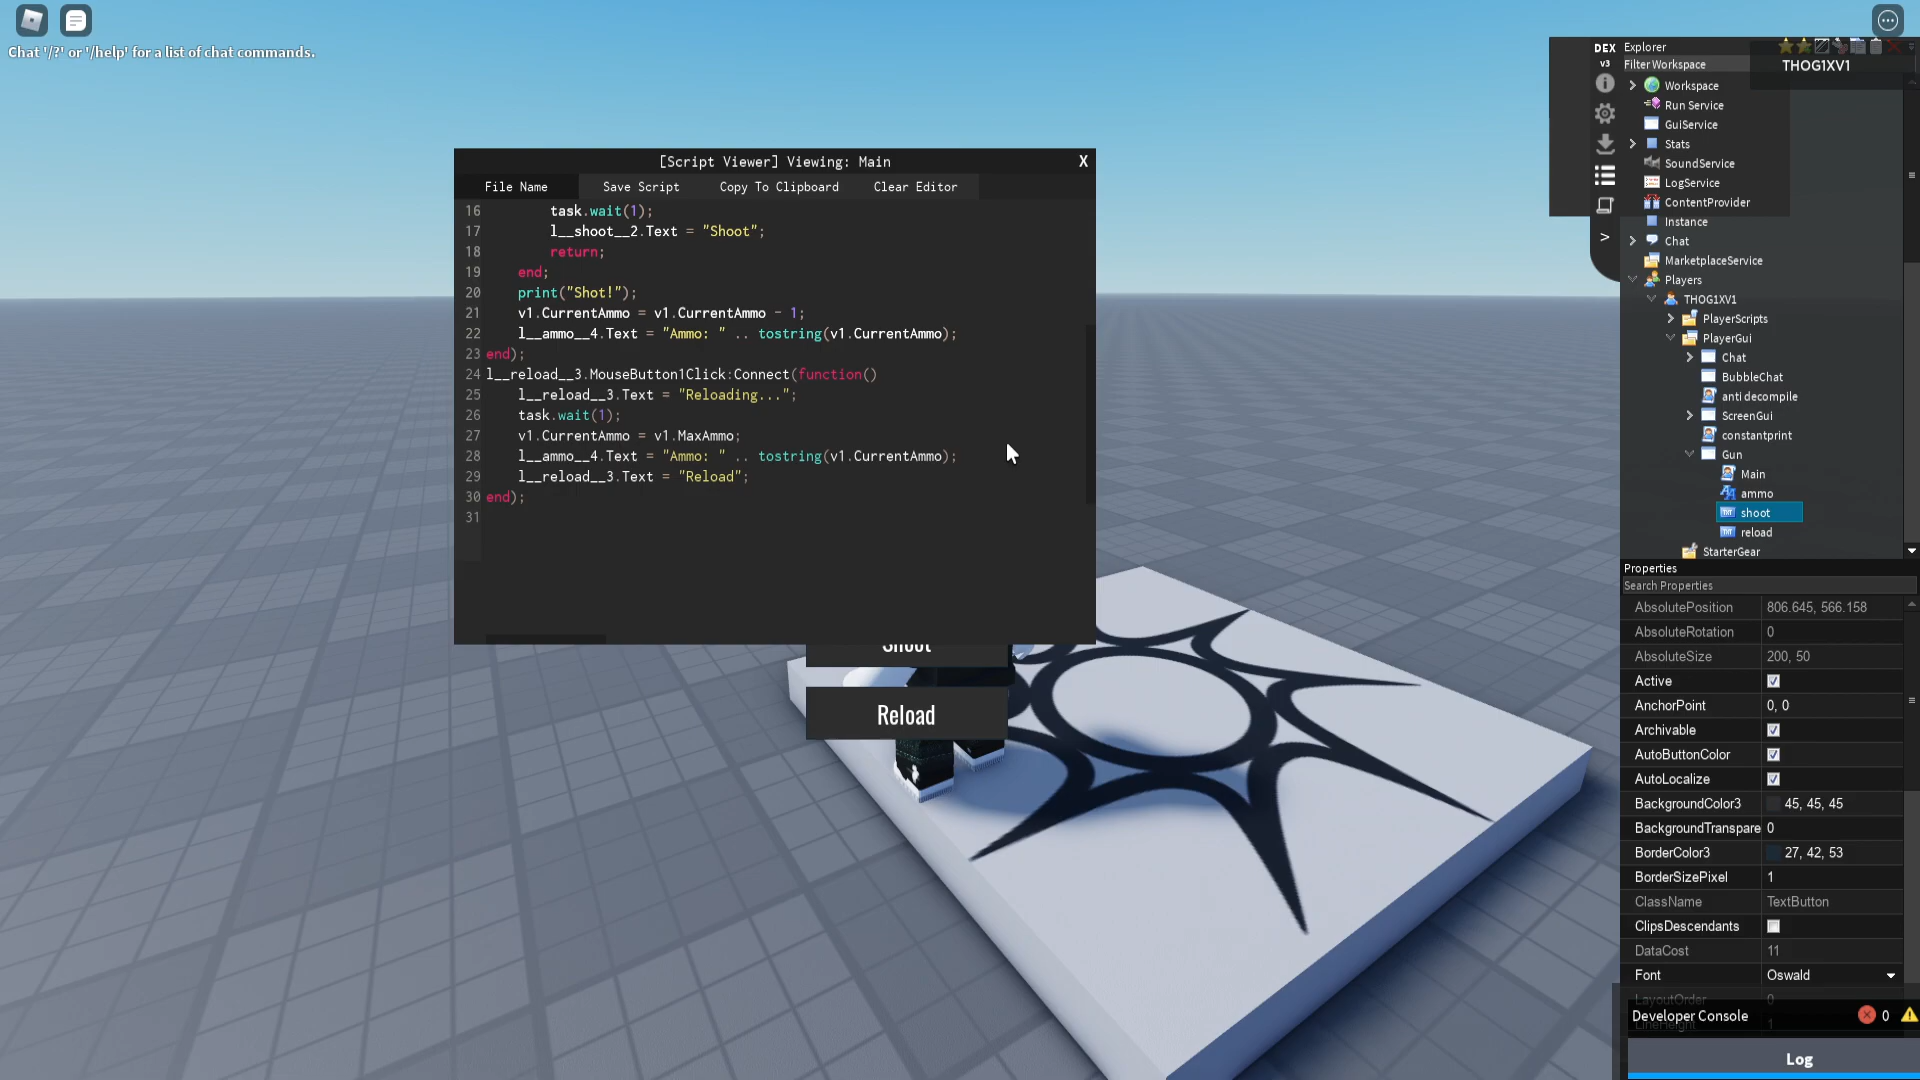 Chat '/?' or '/help' for a list of chat commands.
[Script Viewer] Viewing: Main
X
File Name
Save Script
Copy To Clipboard
Clear Editor
16 task.wait(1);
17 l__shoot__2.Text = "Shoot";
18 return;
19 end;
20 print("Shot!");
21 v1.CurrentAmmo = v1.CurrentAmmo - 1;
22 l__ammo__4.Text = "Ammo: " .. tostring(v1.CurrentAmmo);
23 end);
24 l__reload__3.MouseButton1Click:Connect(function()
25 l__reload__3.Text = "Reloading...";
26 task.wait(1);
27 v1.CurrentAmmo = v1.MaxAmmo;
28 l__ammo__4.Text = "Ammo: " .. tostring(v1.CurrentAmmo);
29 l__reload__3.Text = "Reload";
30 end);
31
Shoot
Reload
DEX
v3
Explorer
Filter Workspace
THOG1XV1
Workspace
Run Service
GuiService
Stats
SoundService
LogService
ContentProvider
Instance
Chat
MarketplaceService
Players
THOG1XV1
PlayerScripts
PlayerGui
Chat
BubbleChat
anti decompile
ScreenGui
constantprint
Gun
Main
ammo
shoot
reload
StarterGear
Properties
Search Properties
AbsolutePosition 806.645, 566.158
AbsoluteRotation 0
AbsoluteSize 200, 50
Active
AnchorPoint 0, 0
Archivable
AutoButtonColor
AutoLocalize
BackgroundColor3 45, 45, 45
BackgroundTranspare 0
BorderColor3 27, 42, 53
BorderSizePixel 1
ClassName TextButton
ClipsDescendants
DataCost 11
Font Oswald
LayoutOrder 0
Developer Console 0
LineHeight 1
Log